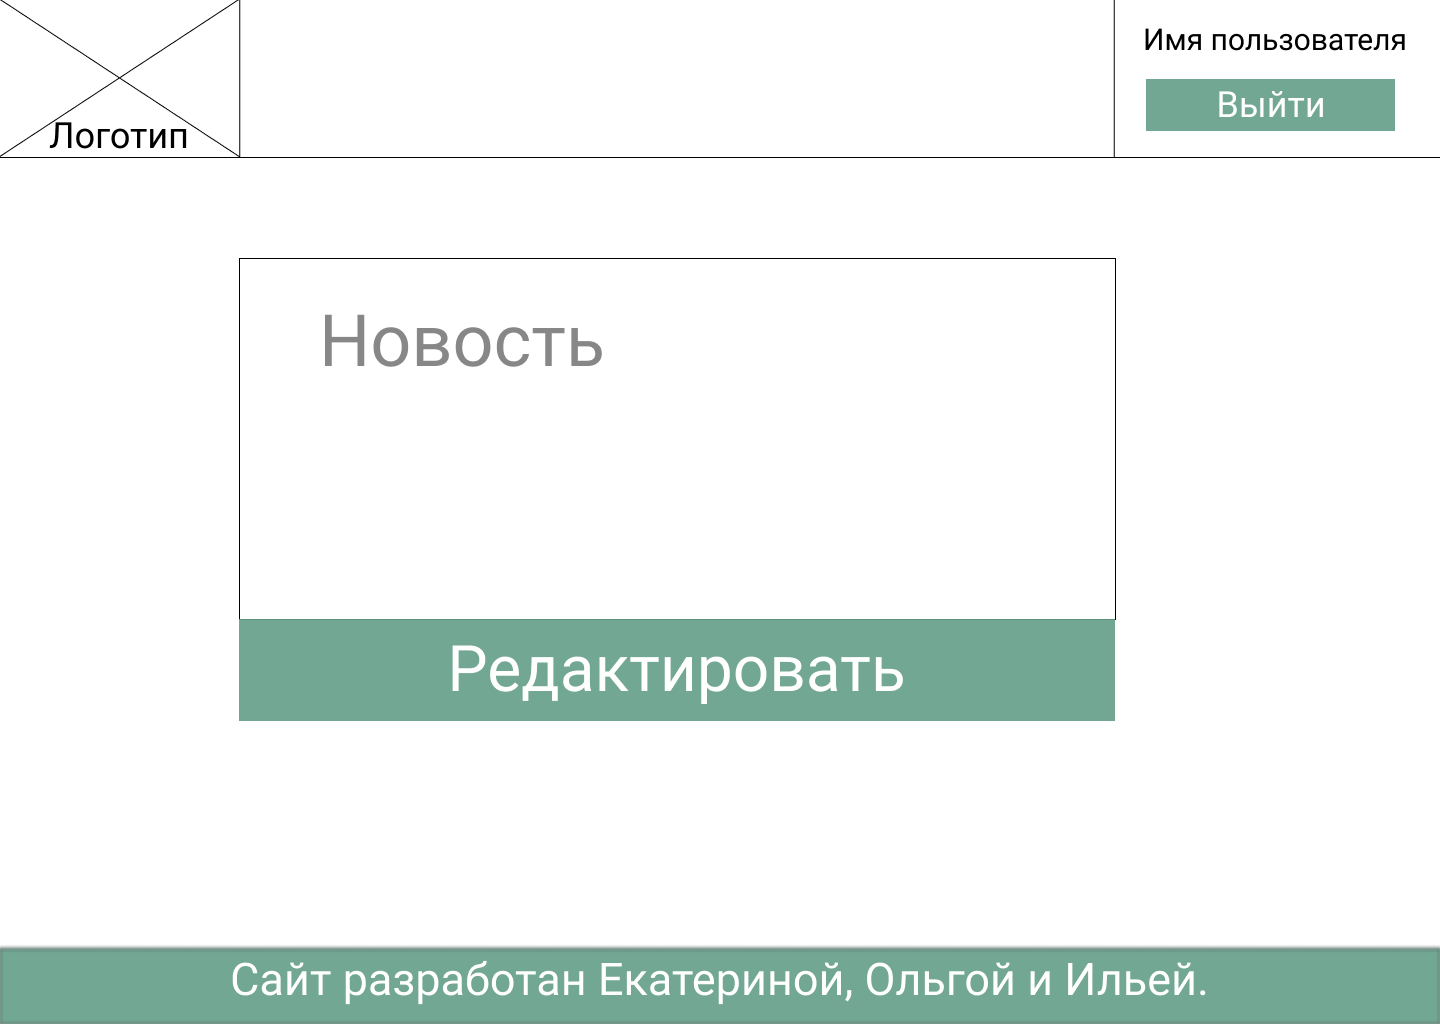 Имя пользователя
Выйти
Логотип
Новость
Редактировать
Сайт разработан Екатериной, Ольгой и Ильей.